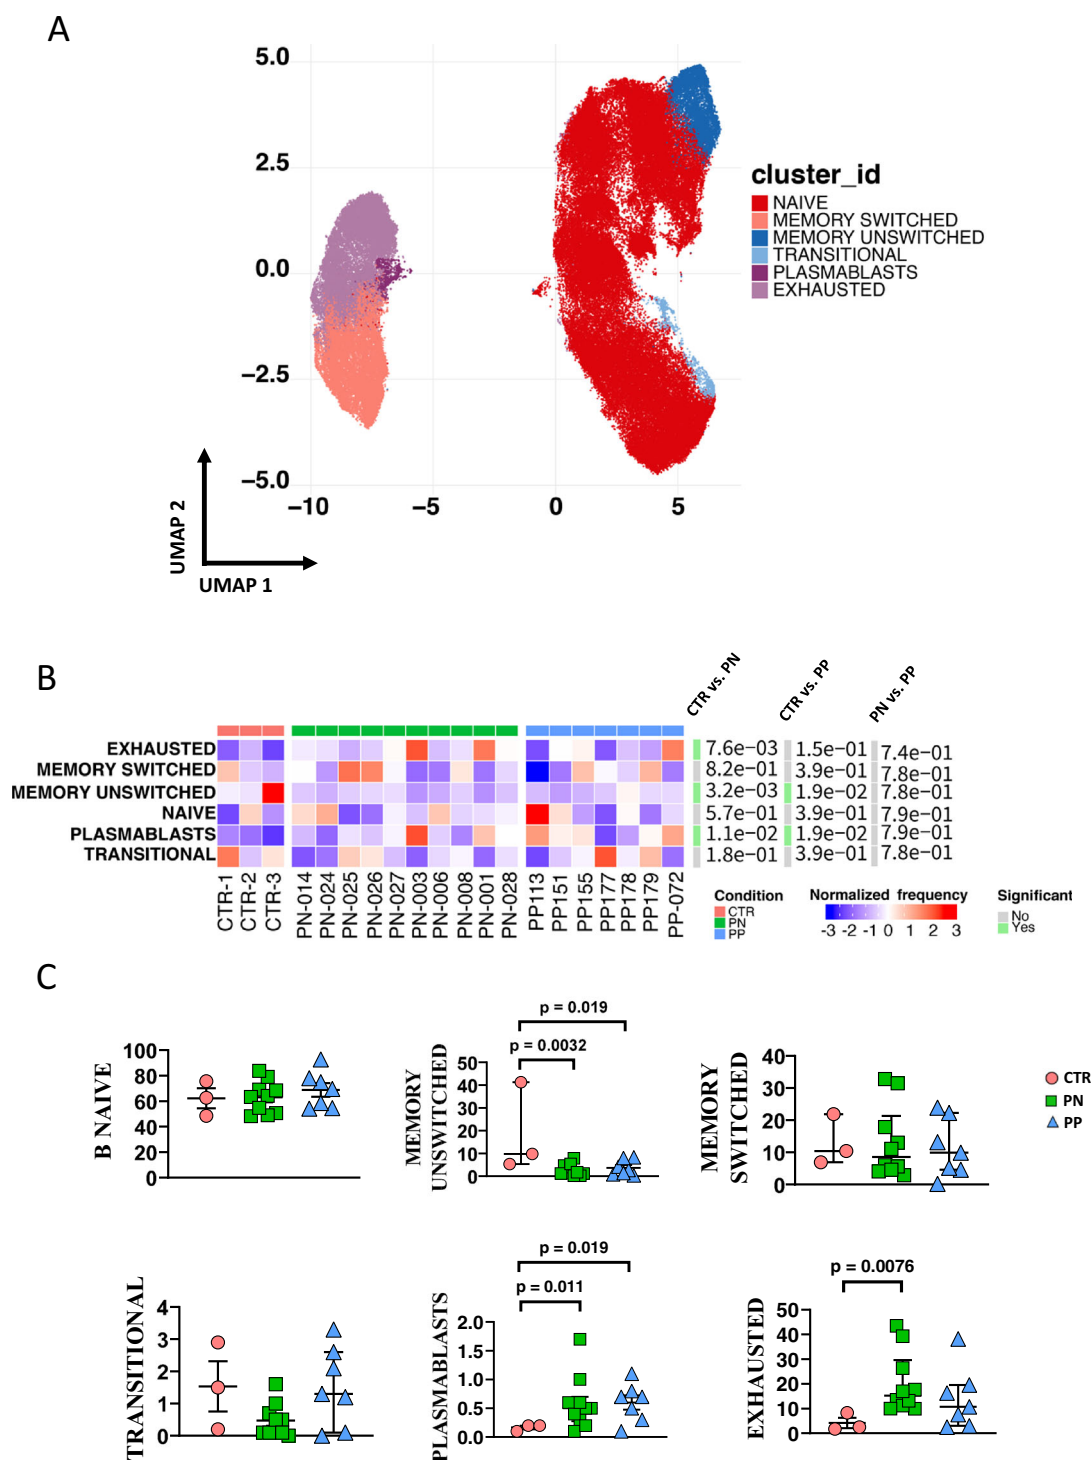 A
5.0
2.5
0.0
−2.5
−5.0
−10
−5
0
5
UMAP 2
UMAP 1
cluster_id
NAIVE
MEMORY SWITCHED
MEMORY UNSWITCHED
TRANSITIONAL
PLASMABLASTS
EXHAUSTED
B
CTR vs. PN
CTR vs. PP
PN vs. PP
EXHAUSTED 7.6e−03 1.5e−01 7.4e−01
MEMORY SWITCHED 8.2e−01 3.9e−01 7.8e−01
MEMORY UNSWITCHED 3.2e−03 1.9e−02 7.8e−01
NAIVE 5.7e−01 3.9e−01 7.9e−01
PLASMABLASTS 1.1e−02 1.9e−02 7.9e−01
TRANSITIONAL 1.8e−01 3.9e−01 7.8e−01
CTR-1
CTR-2
CTR-3
PN-014
PN-024
PN-025
PN-026
PN-027
PN-003
PN-006
PN-008
PN-001
PN-028
PP113
PP151
PP155
PP177
PP178
PP179
PP-072
Condition
CTR
PN
PP
Normalized frequency
-3 -2 -1 0 1 2 3
Significant
No
Yes
C
B NAIVE
100
80
60
40
20
0
MEMORY
UNSWITCHED
p = 0.019
p = 0.0032
50
40
30
20
10
0
MEMORY
SWITCHED
40
30
20
10
0
CTR
PN
PP
TRANSITIONAL
4
3
2
1
0
PLASMABLASTS
p = 0.019
p = 0.011
2.0
1.5
1.0
0.5
0.0
EXHAUSTED
p = 0.0076
50
40
30
20
10
0